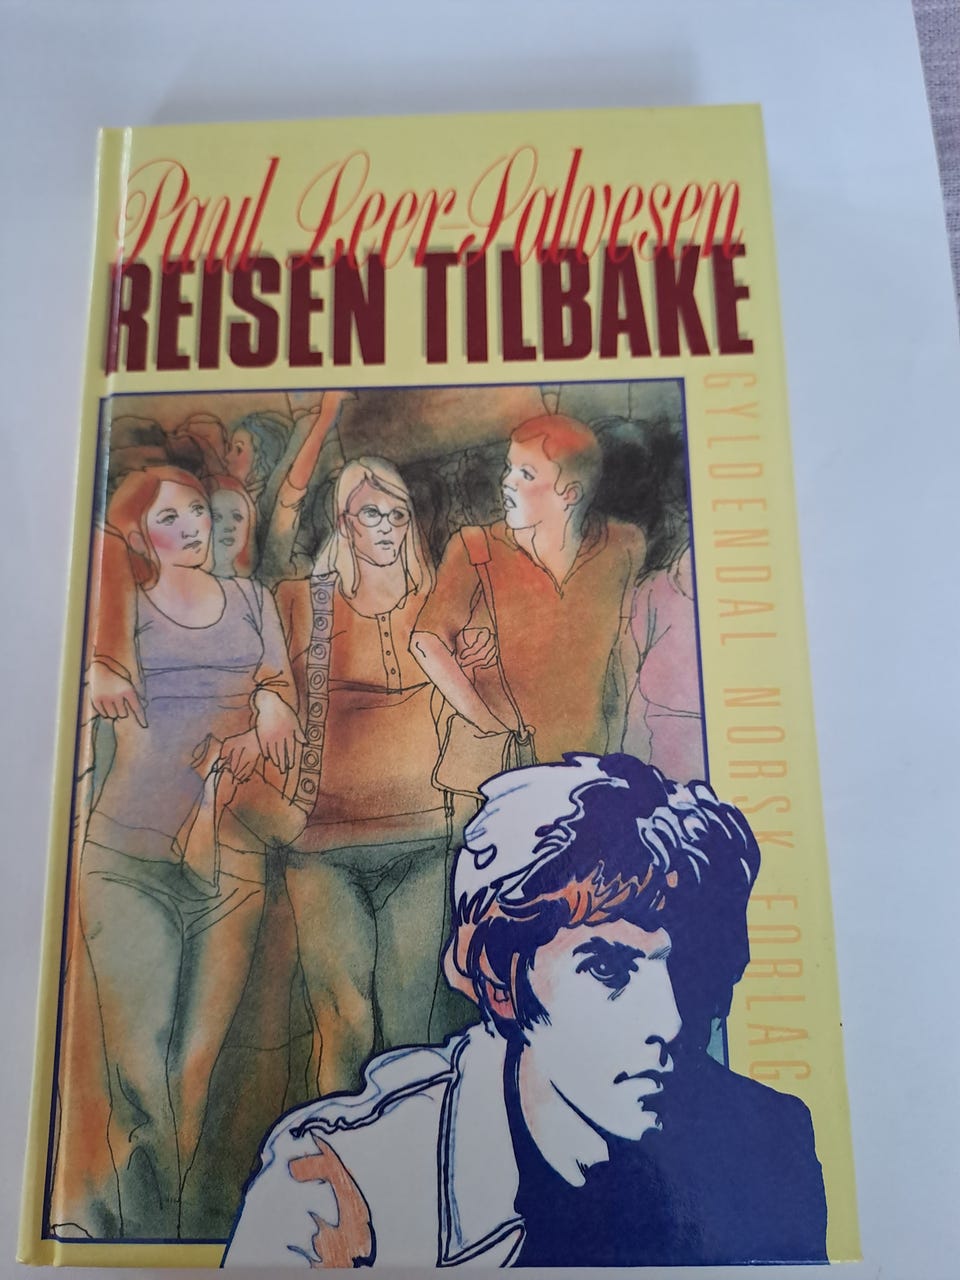 Paul Leer-Salvesen
REISEN TILBAKE
GYLDENDAL NORSK FORLAG